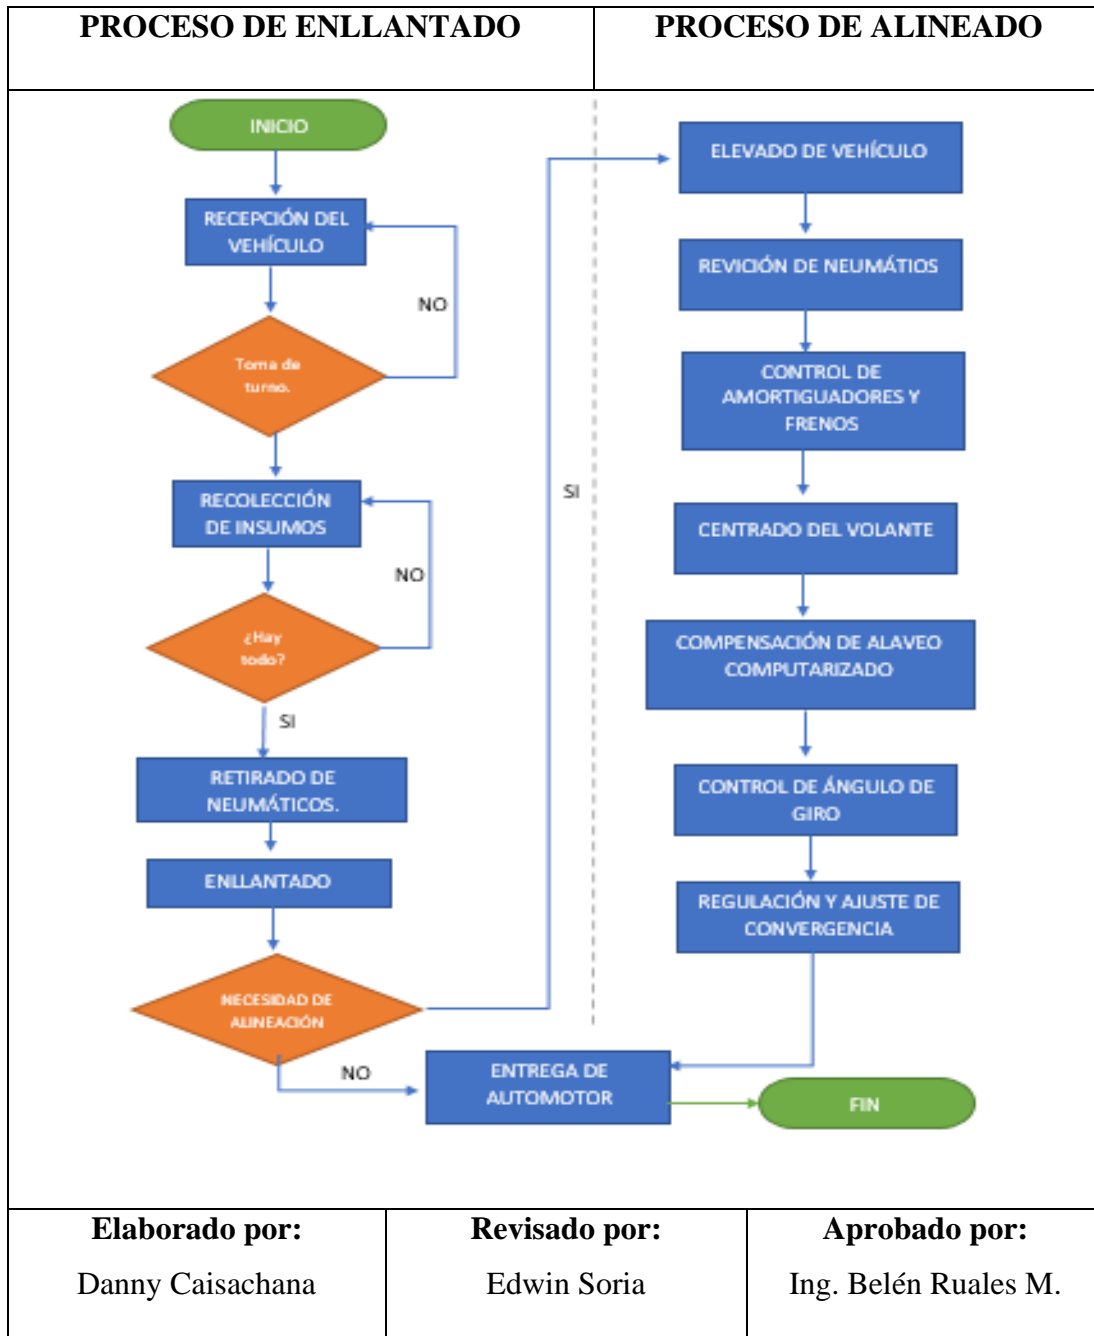 PROCESO DE ENLLANTADO
PROCESO DE ALINEADO
INICIO
RECEPCIÓN DEL
VEHÍCULO
NO
Toma de
turno.
RECOLECCIÓN
DE INSUMOS
NO
¿Hay
todo?
SI
RETIRADO DE
NEUMÁTICOS.
ENLLANTADO
NECESIDAD DE
ALINEACIÓN
NO
SI
ELEVADO DE VEHÍCULO
REVICIÓN DE NEUMÁTIOS
CONTROL DE
AMORTIGUADORES Y
FRENOS
CENTRADO DEL VOLANTE
COMPENSACIÓN DE ALAVEO
COMPUTARIZADO
CONTROL DE ÁNGULO DE
GIRO
REGULACIÓN Y AJUSTE DE
CONVERGENCIA
ENTREGA DE
AUTOMOTOR
FIN
Elaborado por:
Danny Caisachana
Revisado por:
Edwin Soria
Aprobado por:
Ing. Belén Ruales M.